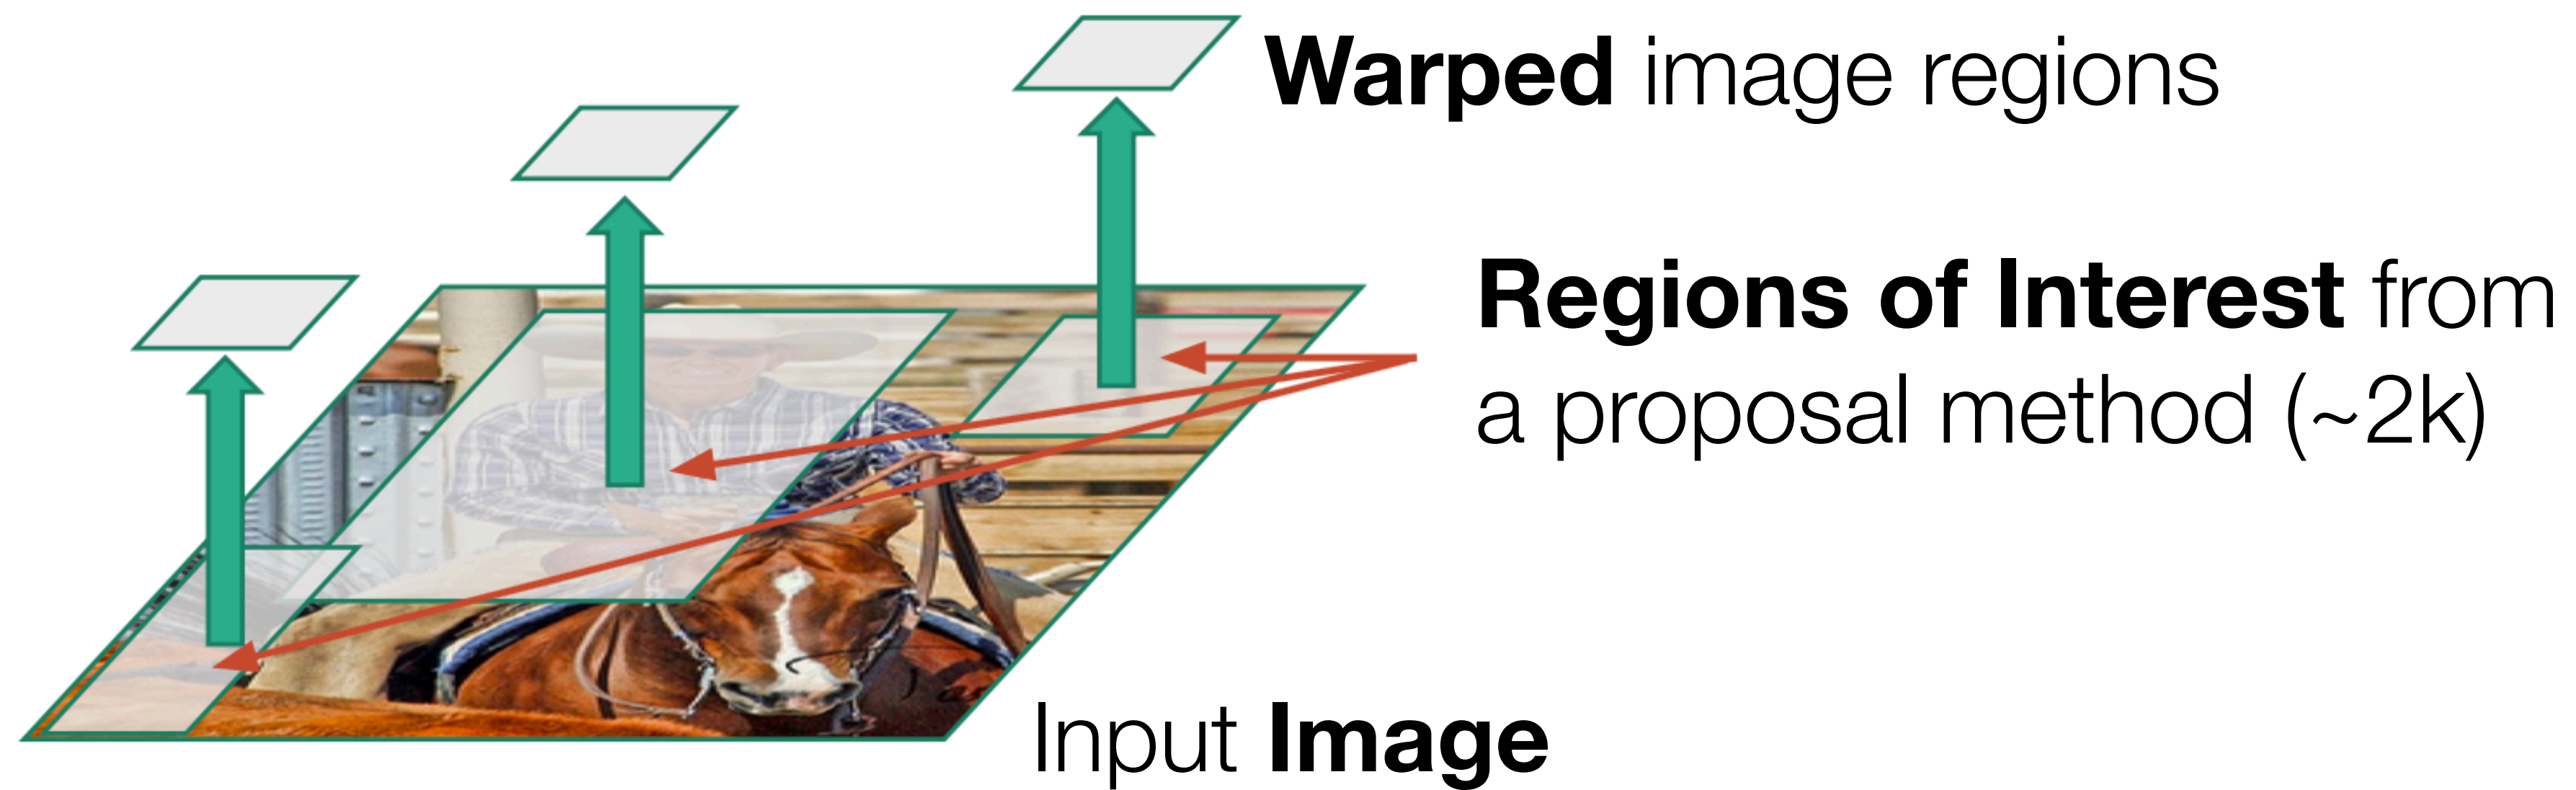 Warped image regions
Regions of Interest from
a proposal method (~2k)
Input Image